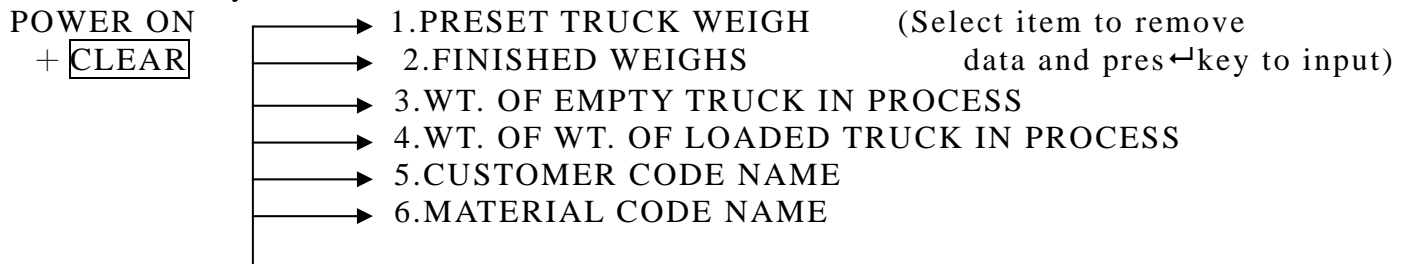 POWER ON 1.PRESET TRUCK WEIGH (Select item to remove
+ CLEAR 2.FINISHED WEIGHS data and pres↵key to input)
3.WT. OF EMPTY TRUCK IN PROCESS
4.WT. OF WT. OF LOADED TRUCK IN PROCESS
5.CUSTOMER CODE NAME
6.MATERIAL CODE NAME